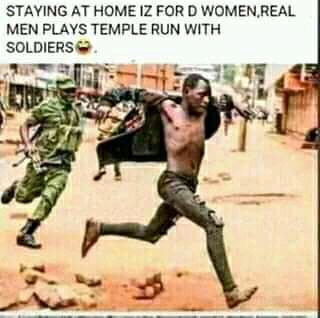 STAYING AT HOME IZ FOR D WOMEN,REAL
MEN PLAYS TEMPLE RUN WITH
SOLDIERS😂.